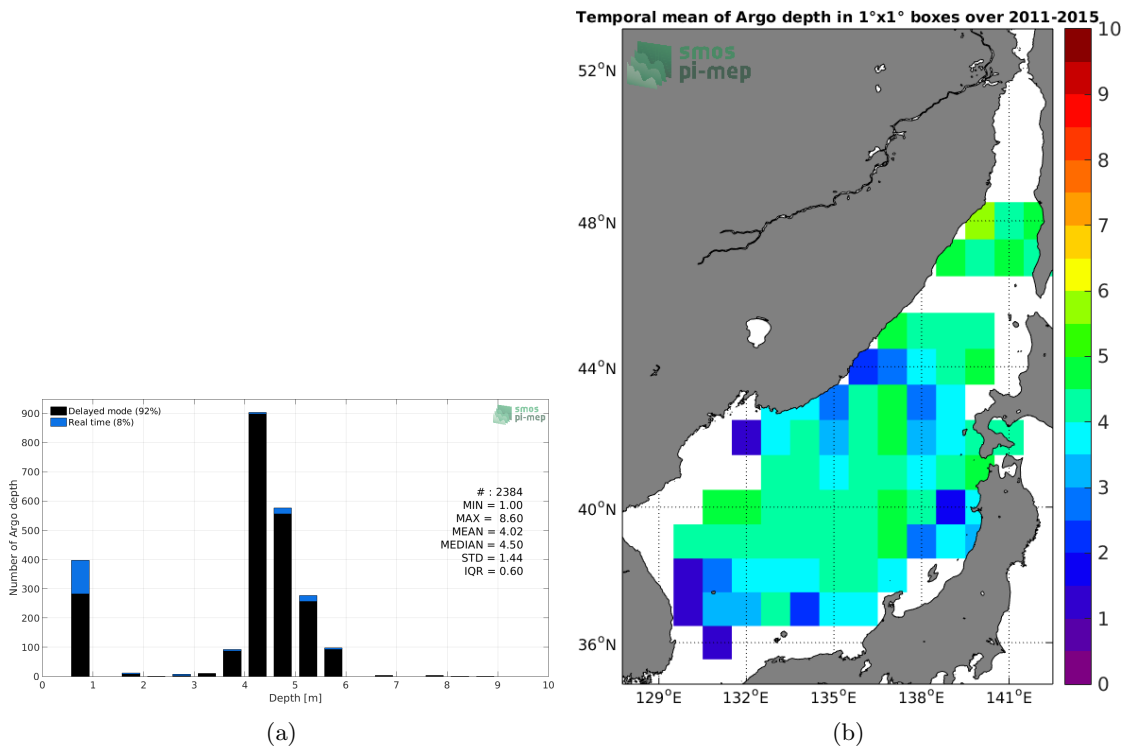 Delayed mode (92%)
Real time (8%)
smos
pi-mep
# : 2384
MIN = 1.00
MAX = 8.60
MEAN = 4.02
MEDIAN = 4.50
STD = 1.44
IQR = 0.60
Number of Argo depth
900
800
700
600
500
400
300
200
100
0
0 1 2 3 4 5 6 7 8 9 10
Depth [m]
(a)
Temporal mean of Argo depth in 1°x1° boxes over 2011-2015
smos
pi-mep
52°N
48°N
44°N
40°N
36°N
129°E 132°E 135°E 138°E 141°E
10
9
8
7
6
5
4
3
2
1
0
(b)